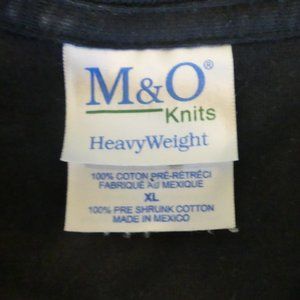 M&O®
Knits
HeavyWeight
100% COTON PRÉ-RÉTRÉCI
FABRIQUÉ AU MEXIQUE
XL
100% PRE SHRUNK COTTON
MADE IN MEXICO